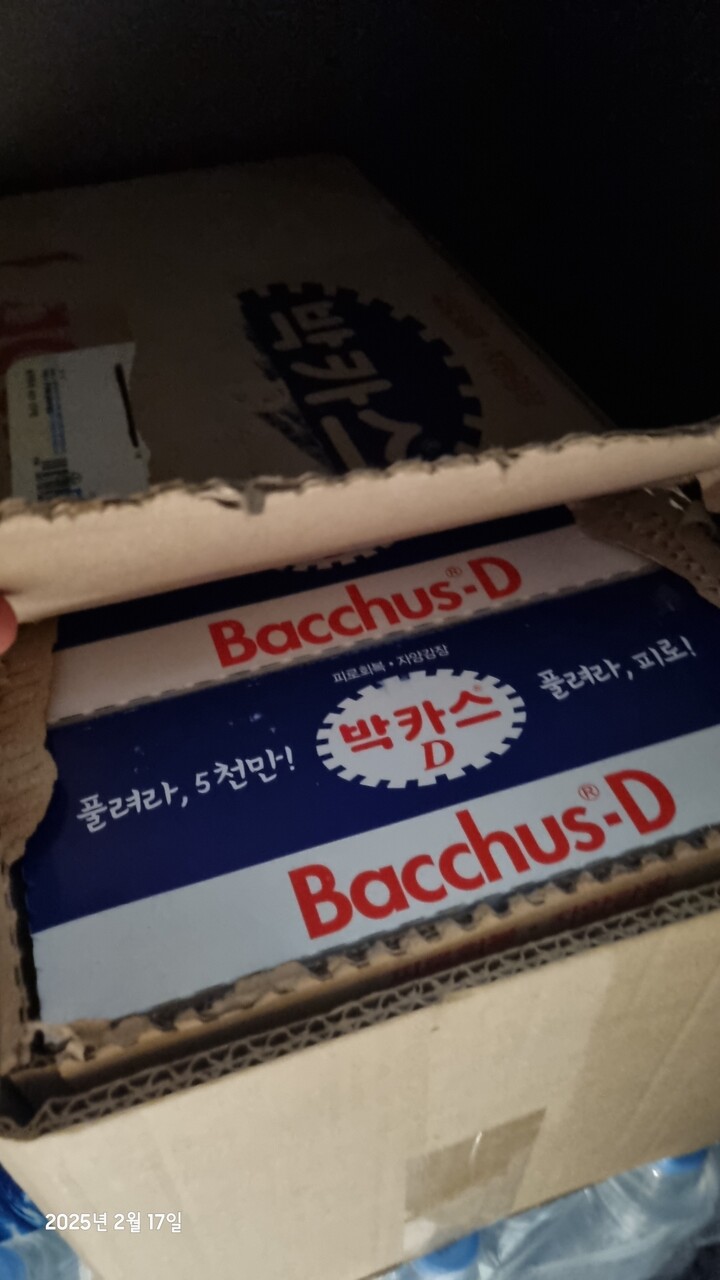 박카스
Bacchus®-D
피로회복 • 자양강장
풀려라, 5천만!
박카스
D
풀려라, 피로!
Bacchus®-D
2025년 2월 17일